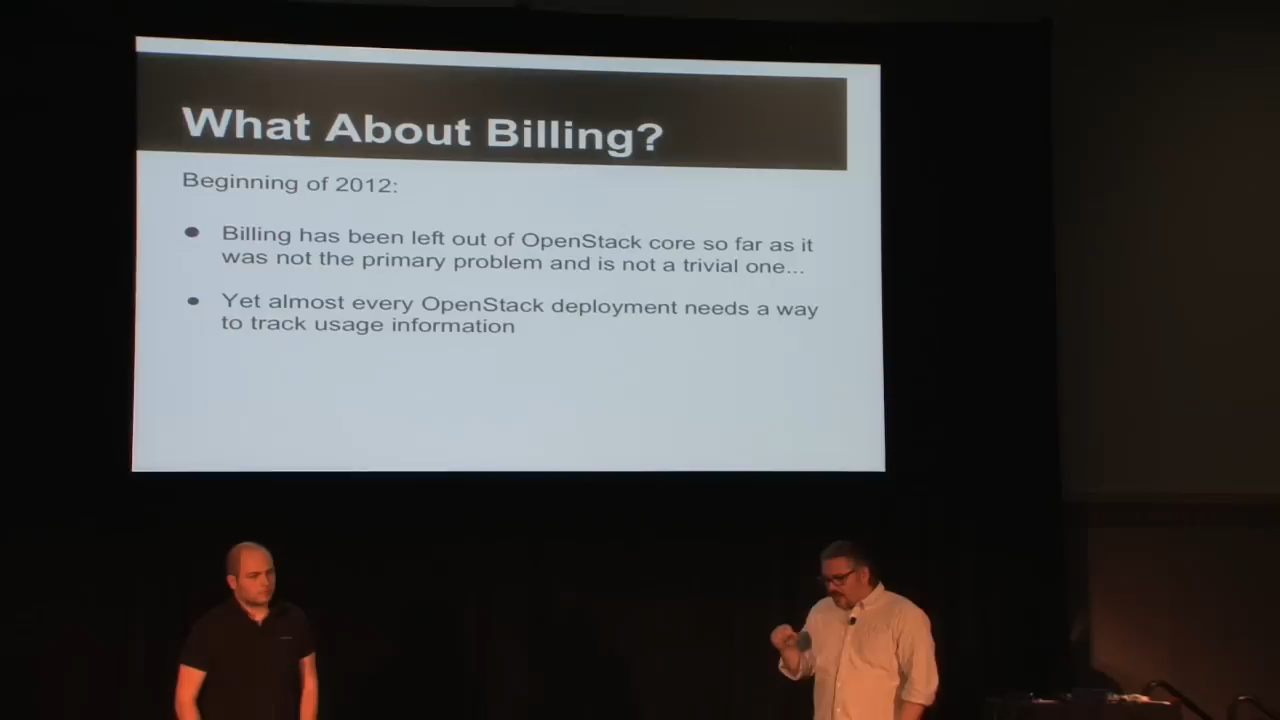 What About Billing?
Beginning of 2012:
● Billing has been left out of OpenStack core so far as it
was not the primary problem and is not a trivial one...
● Yet almost every OpenStack deployment needs a way
to track usage information